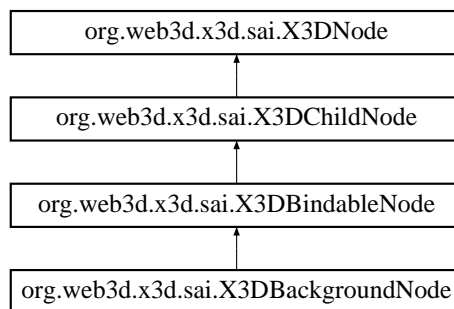 org.web3d.x3d.sai.X3DNode
org.web3d.x3d.sai.X3DChildNode
org.web3d.x3d.sai.X3DBindableNode
org.web3d.x3d.sai.X3DBackgroundNode